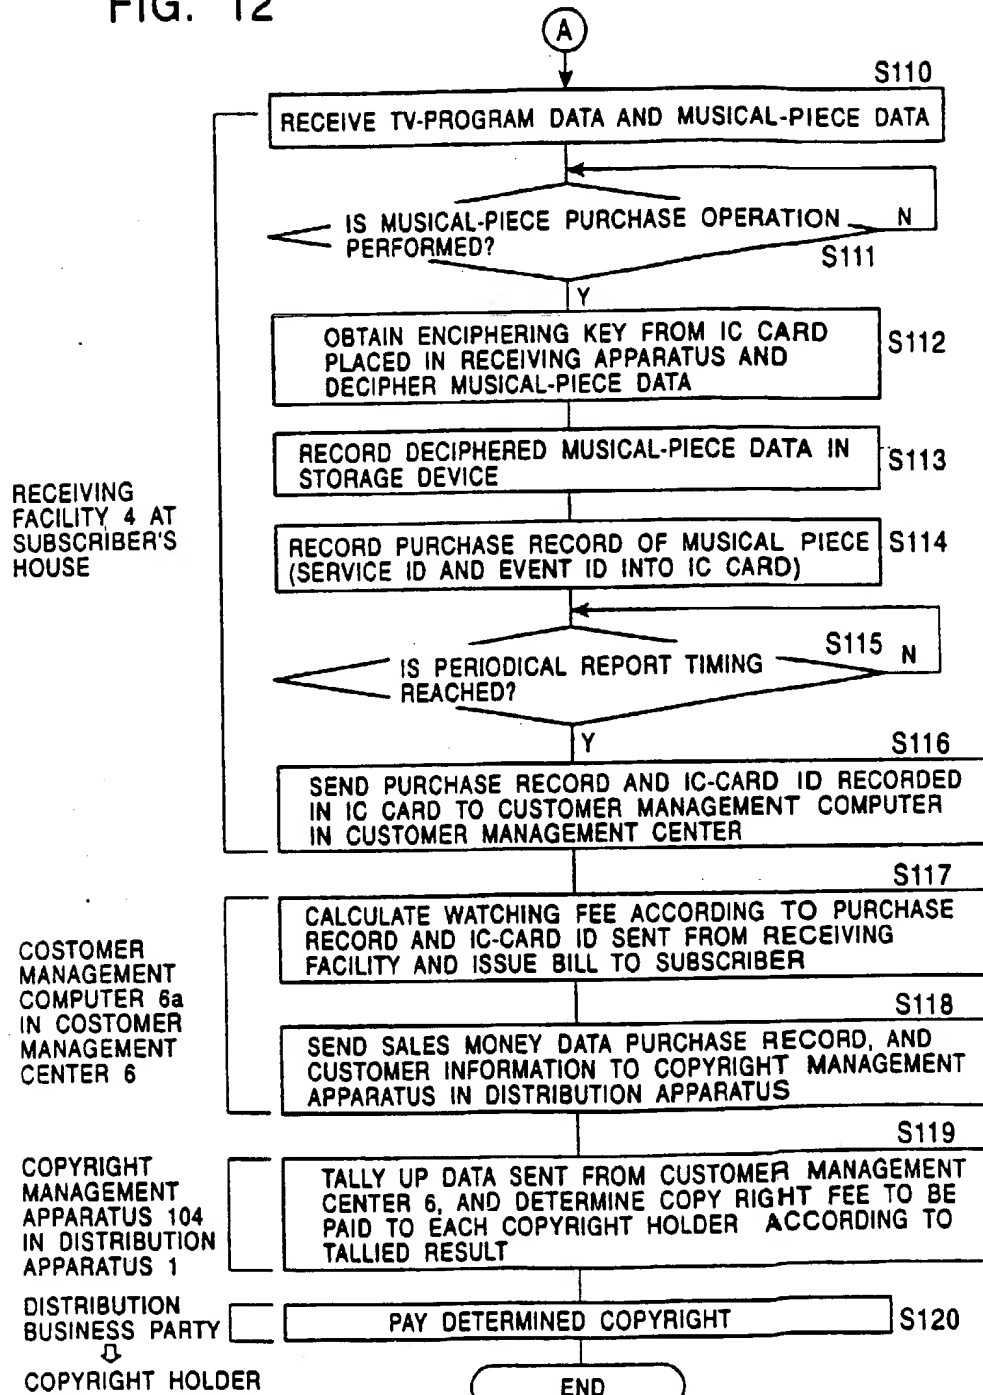 FIG. 12
A
S110
RECEIVE TV-PROGRAM DATA AND MUSICAL-PIECE DATA
IS MUSICAL-PIECE PURCHASE OPERATION
PERFORMED?
N
S111
Y
OBTAIN ENCIPHERING KEY FROM IC CARD
PLACED IN RECEIVING APPARATUS AND
DECIPHER MUSICAL-PIECE DATA
S112
RECORD DECIPHERED MUSICAL-PIECE DATA IN
STORAGE DEVICE
S113
RECORD PURCHASE RECORD OF MUSICAL PIECE
(SERVICE ID AND EVENT ID INTO IC CARD)
S114
RECEIVING
FACILITY 4 AT
SUBSCRIBER'S
HOUSE
IS PERIODICAL REPORT TIMING
REACHED?
S115
N
Y
S116
SEND PURCHASE RECORD AND IC-CARD ID RECORDED
IN IC CARD TO CUSTOMER MANAGEMENT COMPUTER
IN CUSTOMER MANAGEMENT CENTER
S117
CALCULATE WATCHING FEE ACCORDING TO PURCHASE
RECORD AND IC-CARD ID SENT FROM RECEIVING
FACILITY AND ISSUE BILL TO SUBSCRIBER
COSTOMER
MANAGEMENT
COMPUTER 6a
IN COSTOMER
MANAGEMENT
CENTER 6
S118
SEND SALES MONEY DATA PURCHASE RECORD, AND
CUSTOMER INFORMATION TO COPYRIGHT MANAGEMENT
APPARATUS IN DISTRIBUTION APPARATUS
S119
COPYRIGHT
MANAGEMENT
APPARATUS 104
IN DISTRIBUTION
APPARATUS 1
TALLY UP DATA SENT FROM CUSTOMER MANAGEMENT
CENTER 6, AND DETERMINE COPY RIGHT FEE TO BE
PAID TO EACH COPYRIGHT HOLDER ACCORDING TO
TALLIED RESULT
DISTRIBUTION
BUSINESS PARTY
⇩
COPYRIGHT HOLDER
PAY DETERMINED COPYRIGHT
S120
END